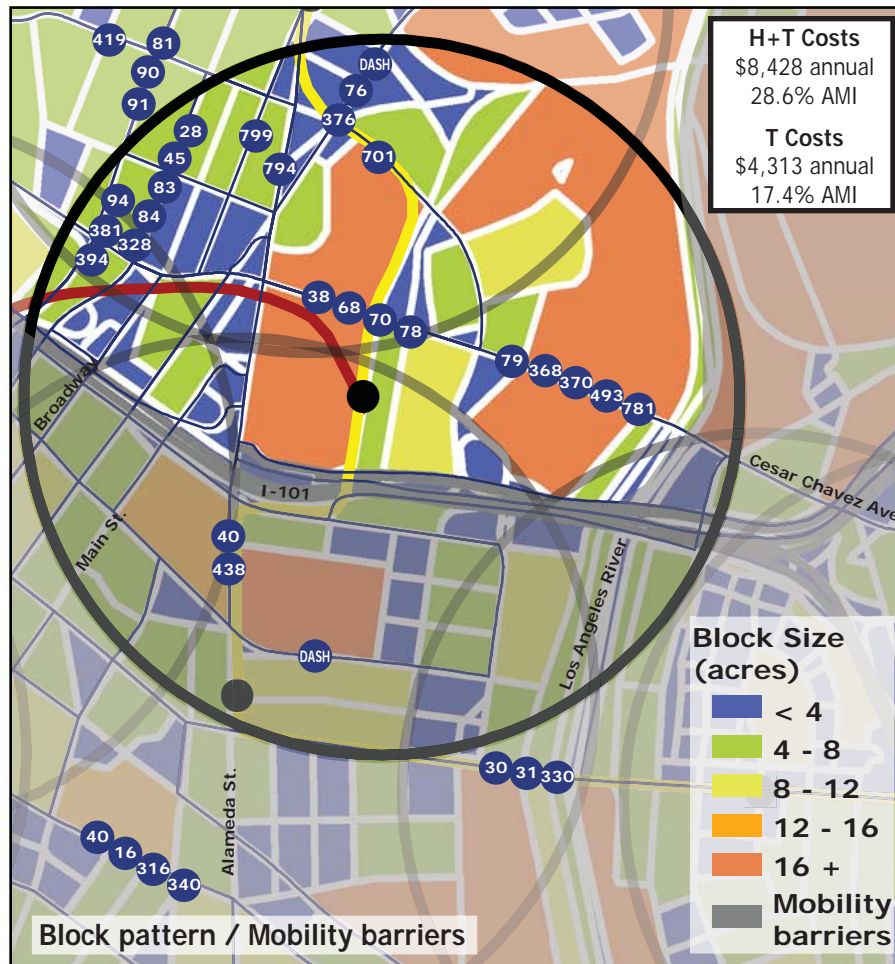 419
81
90
91
28
45
83
94
84
381
328
394
799
794
DASH
76
376
701
H+T Costs
$8,428 annual
28.6% AMI
T Costs
$4,313 annual
17.4% AMI
38
68
70
78
79
368
370
493
781
Broadway
Cesar Chavez Ave
I-101
Main St.
40
438
DASH
Los Angeles River
Alameda St.
30
31
330
40
16
316
340
Block Size
(acres)
< 4
4 - 8
8 - 12
12 - 16
16 +
Mobility
barriers
Block pattern / Mobility barriers